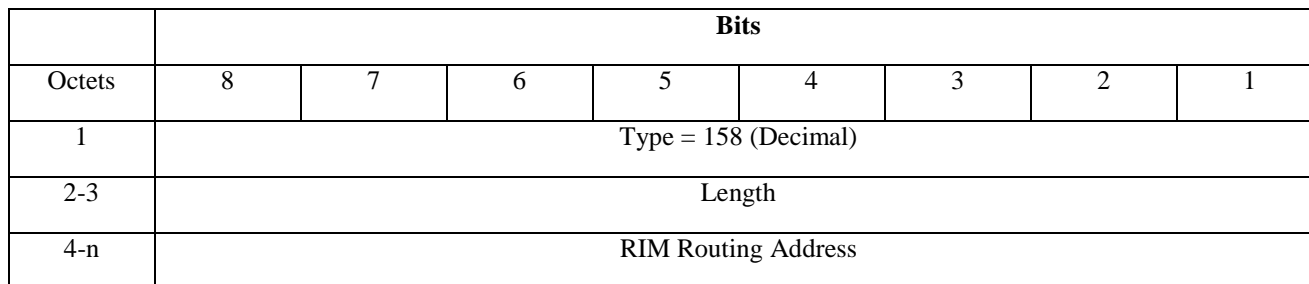 Bits
Octets 8 7 6 5 4 3 2 1
1 Type = 158 (Decimal)
2-3 Length
4-n RIM Routing Address